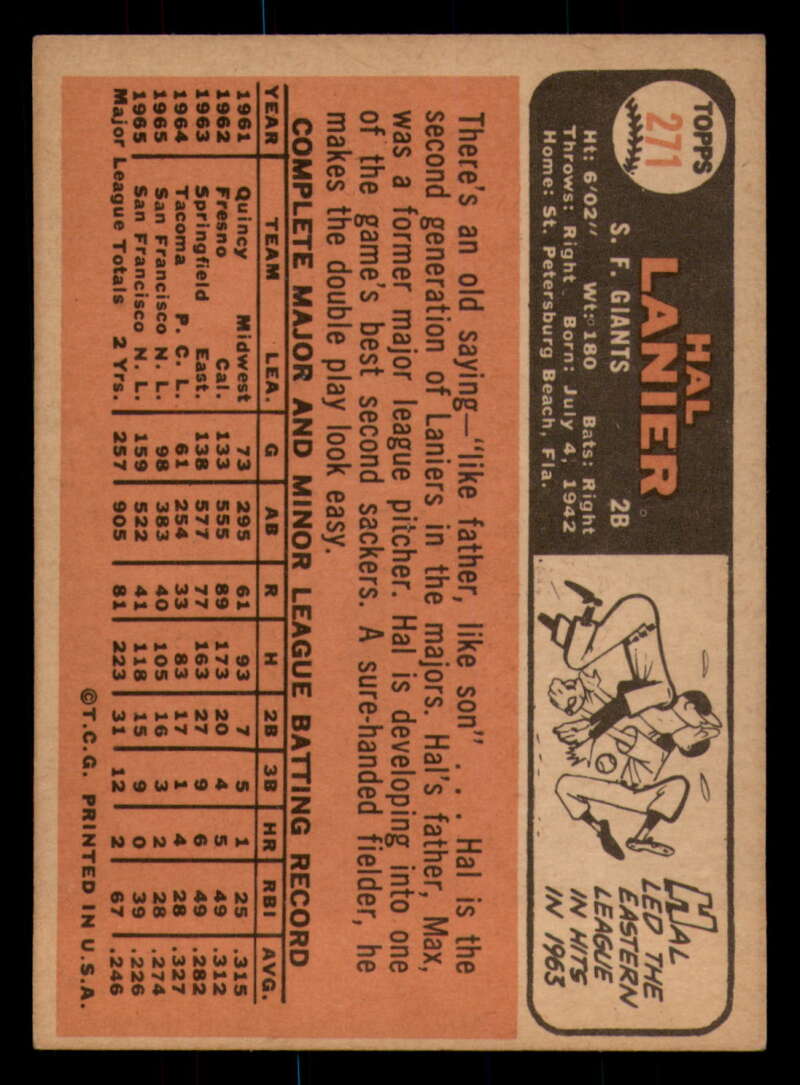 TOPPS
271
HAL
LANIER
S. F. GIANTS 2B
Ht: 6'02" Wt: 180 Bats: Right
Throws: Right Born: July 4, 1942
Home: St. Petersburg Beach, Fla.
HAL
LED THE
EASTERN
LEAGUE
IN HITS
IN 1963
There's an old saying—"like father, like son" . . . Hal is the
second generation of Laniers in the majors. Hal's father, Max,
was a former major league pitcher. Hal is developing into one
of the game's best second sackers. A sure-handed fielder, he
makes the double play look easy.
COMPLETE MAJOR AND MINOR LEAGUE BATTING RECORD
YEAR TEAM LEA. G AB R H 2B 3B HR RBI AVG.
1961 Quincy Midwest 73 295 61 93 7 5 1 25 .315
1962 Fresno Cal. 133 555 89 173 20 4 5 49 .312
1963 Springfield East. 138 577 77 163 27 9 6 49 .282
1964 Tacoma P. C. L. 61 254 33 83 17 1 4 28 .327
1965 San Francisco N. L. 98 383 40 105 16 3 2 28 .274
1965 San Francisco N. L. 159 522 41 118 15 9 0 39 .226
Major League Totals 2 Yrs. 257 905 81 223 31 12 2 67 .246
©T.C.G. PRINTED IN U.S.A.